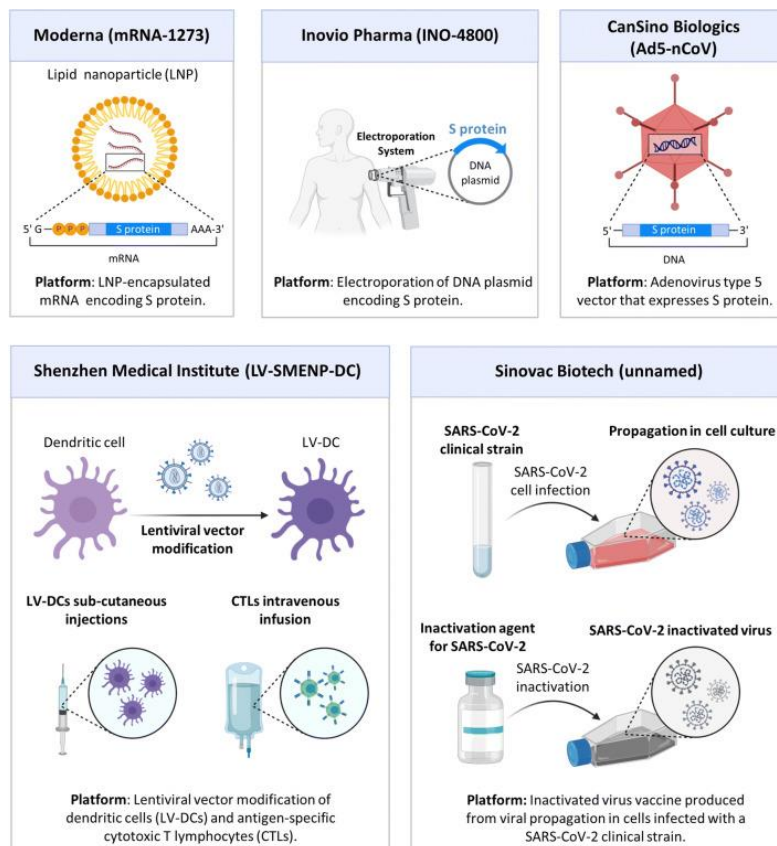 Moderna (mRNA-1273)
Lipid nanoparticle (LNP)
5' G
P P P
S protein
AAA-3'
mRNA
Platform: LNP-encapsulated
mRNA encoding S protein.
Inovio Pharma (INO-4800)
Electroporation
System
S protein
DNA
plasmid
Platform: Electroporation of DNA plasmid
encoding S protein.
CanSino Biologics
(Ad5-nCoV)
5'
S protein
3'
DNA
Platform: Adenovirus type 5
vector that expresses S protein.
Shenzhen Medical Institute (LV-SMENP-DC)
Dendritic cell
LV-DC
Lentiviral vector
modification
LV-DCs sub-cutaneous
injections
CTLs intravenous
infusion
Platform: Lentiviral vector modification of
dendritic cells (LV-DCs) and antigen-specific
cytotoxic T lymphocytes (CTLs).
Sinovac Biotech (unnamed)
SARS-CoV-2
clinical strain
SARS-CoV-2
cell infection
Propagation in cell culture
Inactivation agent
for SARS-CoV-2
SARS-CoV-2
inactivation
SARS-CoV-2 inactivated virus
Platform: Inactivated virus vaccine produced
from viral propagation in cells infected with a
SARS-CoV-2 clinical strain.